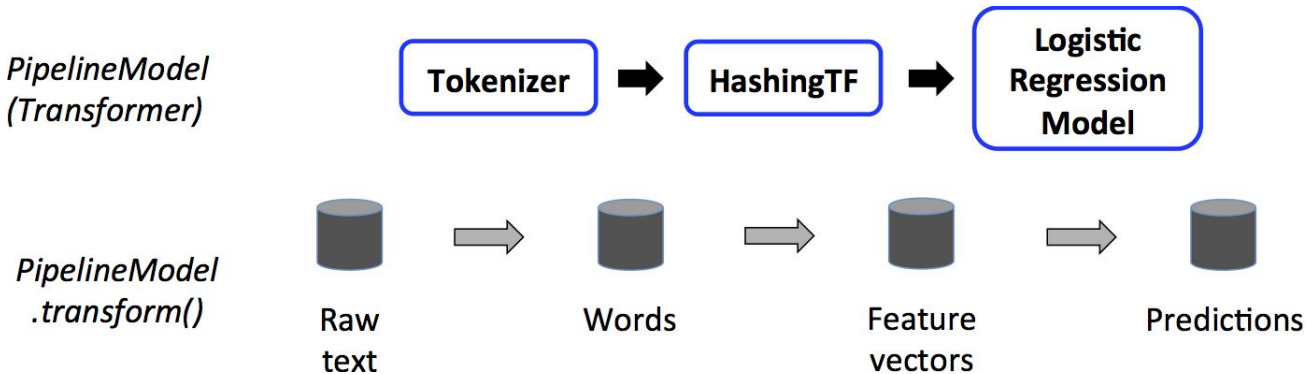 PipelineModel
(Transformer)
Tokenizer
HashingTF
Logistic
Regression
Model
PipelineModel
.transform()
Raw
text
Words
Feature
vectors
Predictions